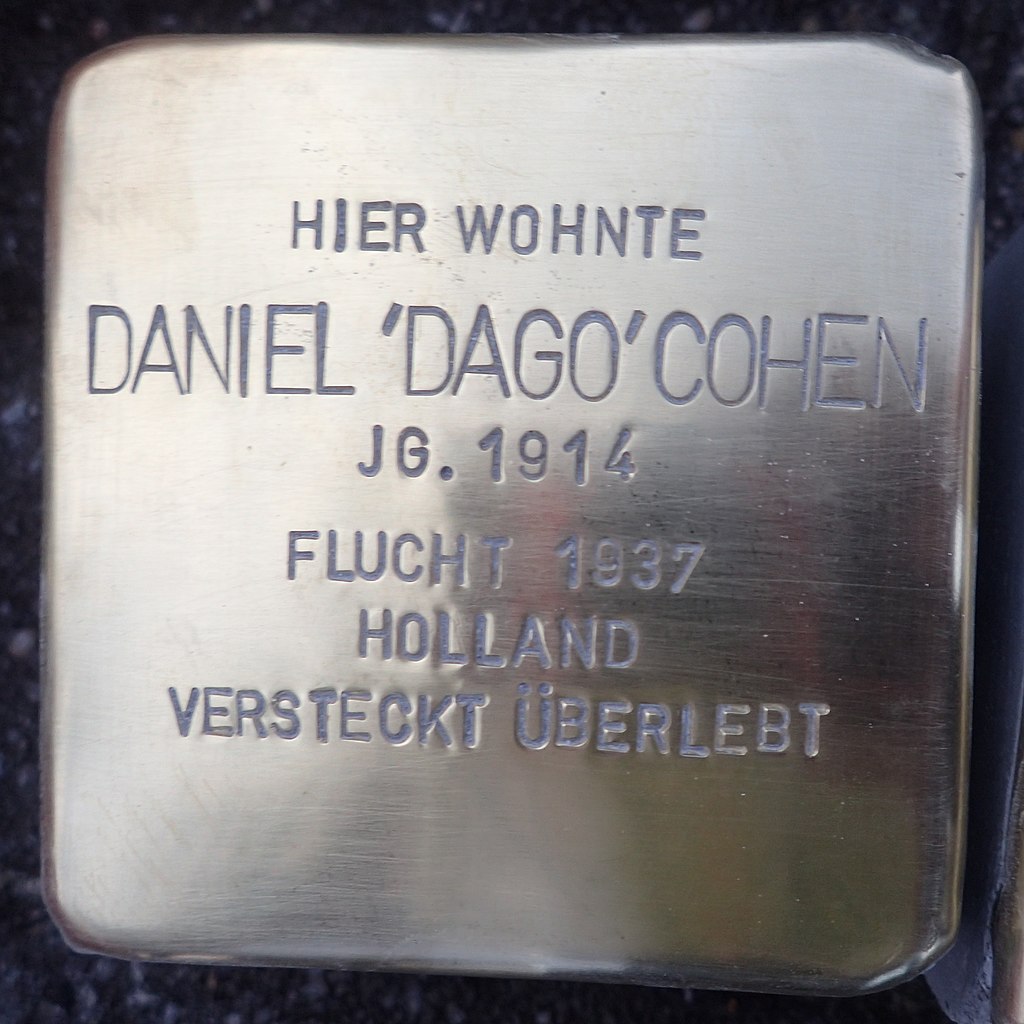 HIER WOHNTE
DANIEL 'DAGO' COHEN
JG. 1914
FLUCHT 1937
HOLLAND
VERSTECKT ÜBERLEBT